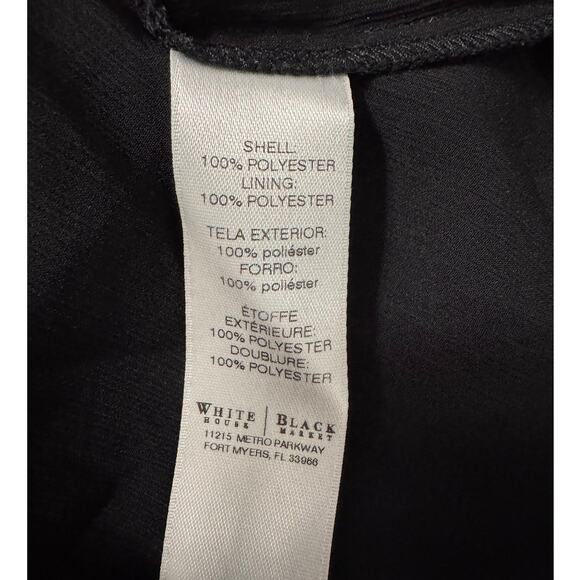 SHELL:
100% POLYESTER
LINING:
100% POLYESTER
TELA EXTERIOR:
100% poliéster
FORRO:
100% poliéster
ÉTOFFE
EXTÉRIEURE:
100% POLYESTER
DOUBLURE:
100% POLYESTER
WHITE | BLACK
HOUSE | MARKET
11215 METRO PARKWAY
FORT MYERS, FL 33966